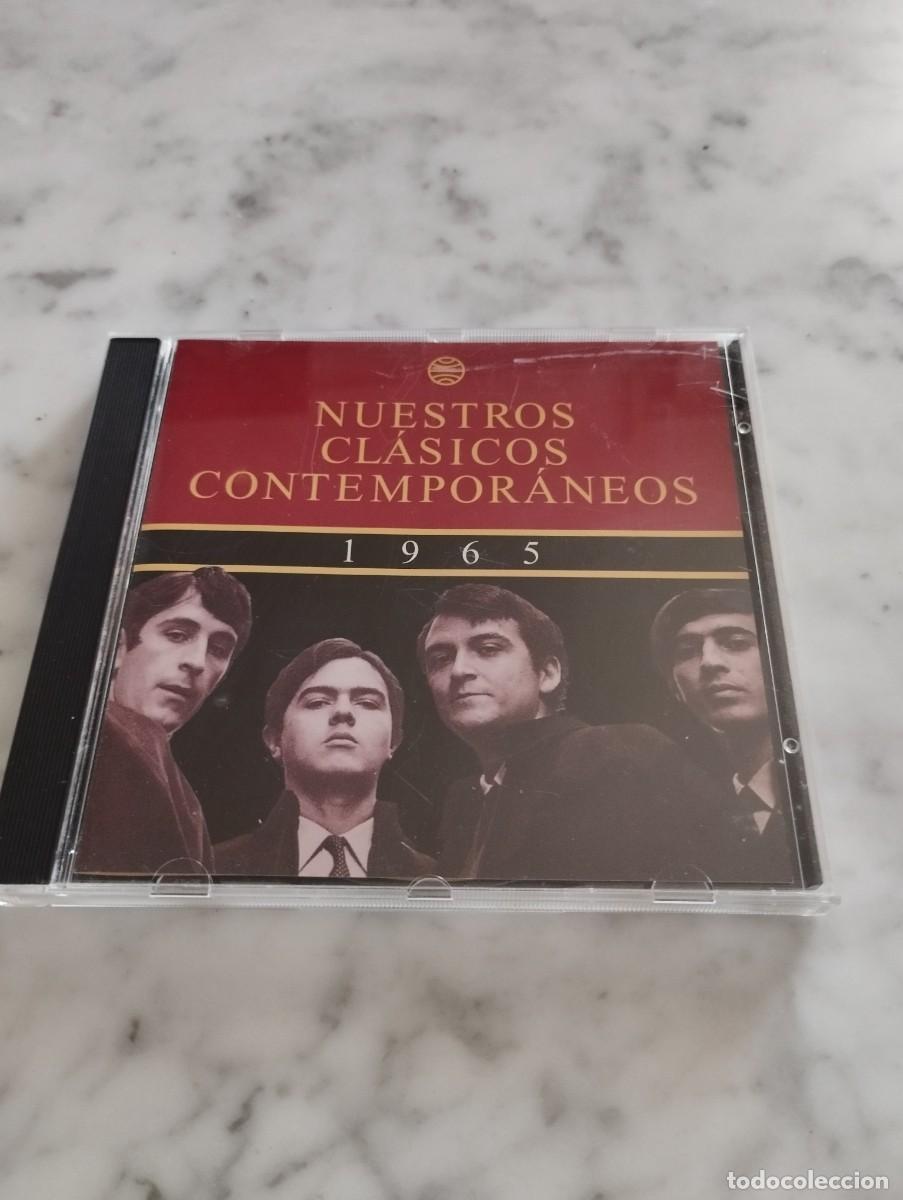 NUESTROS
CLÁSICOS
CONTEMPORÁNEOS
1965
todocoleccion